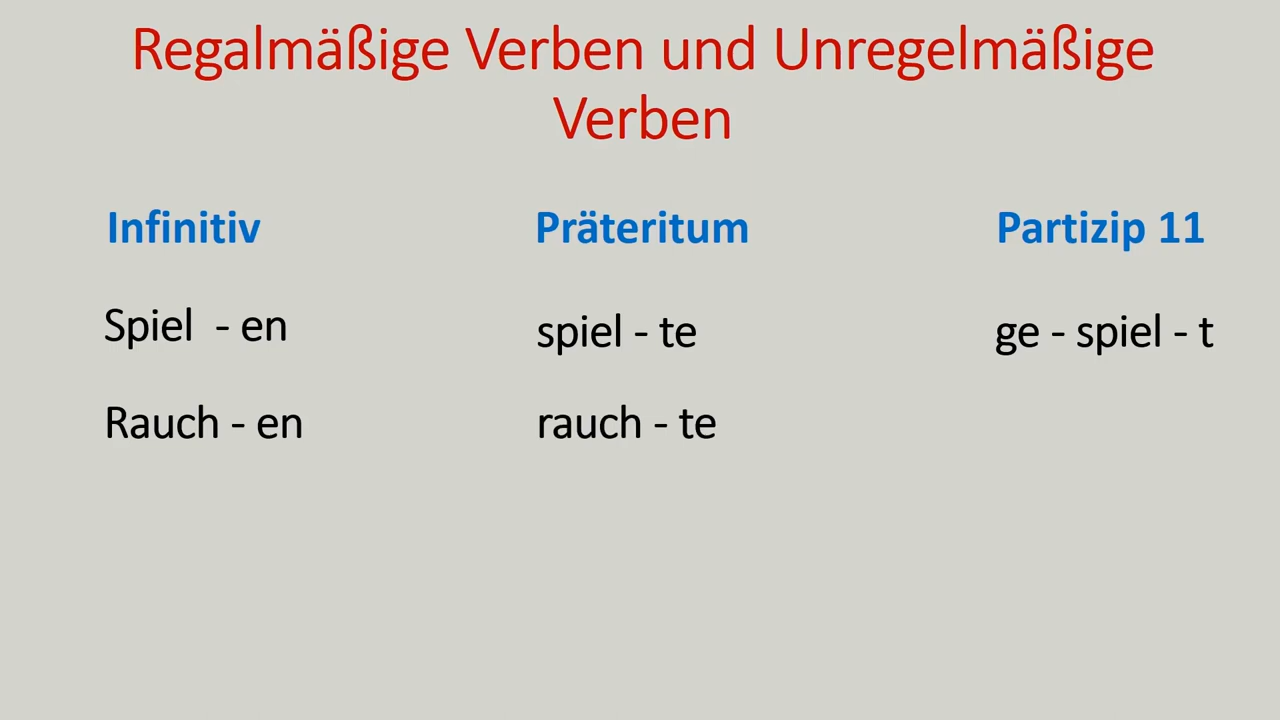 Regalmäßige Verben und Unregelmäßige
Verben
Infinitiv Präteritum Partizip 11
Spiel - en spiel - te ge - spiel - t
Rauch - en rauch - te